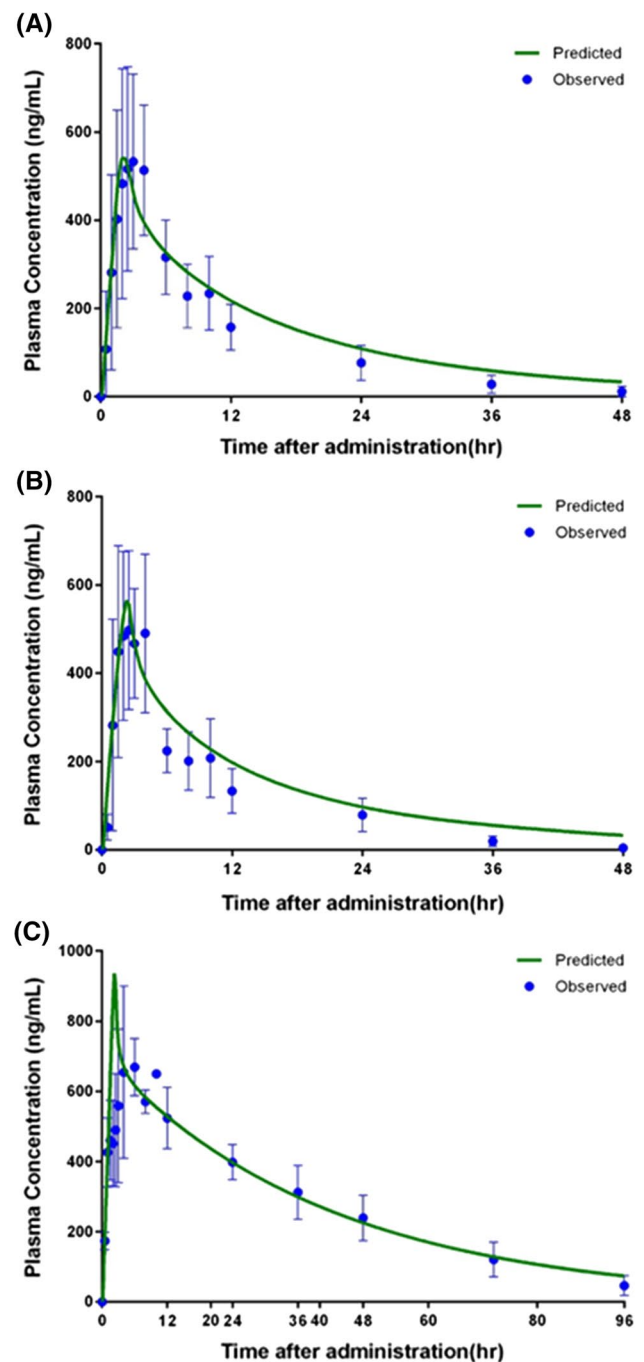 (A)
800
600
400
200
0
Plasma Concentration (ng/mL)
Predicted
Observed
0 12 24 36 48
Time after administration(hr)
(B)
800
600
400
200
0
Plasma Concentration (ng/mL)
Predicted
Observed
0 12 24 36 48
Time after administration(hr)
(C)
1000
800
600
400
200
0
Plasma Concentration (ng/mL)
Predicted
Observed
0 12 20 24 36 40 48 60 80 96
Time after administration(hr)